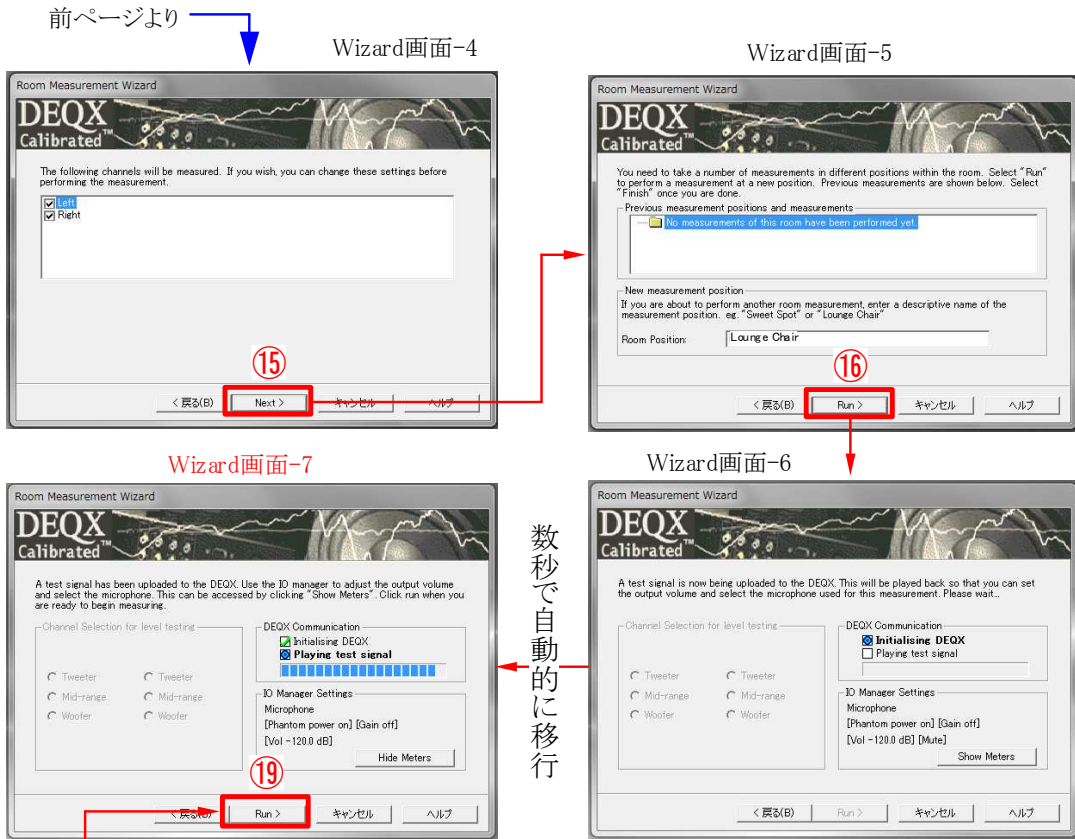 前ページより
Wizard画面-4
Room Measurement Wizard
DEQX
Calibrated™
The following channels will be measured. If you wish, you can change these settings before
performing the measurement.
Left
Right
⑮
< 戻る(B)
Next >
キャンセル
ヘルプ
Wizard画面-5
Room Measurement Wizard
DEQX
Calibrated™
You need to take a number of measurements in different positions within the room. Select "Run"
to perform a measurement at a new position. Previous measurements are shown below. Select
"Finish" once you are done.
Previous measurement positions and measurements
No measurements of this room have been performed yet.
New measurement position
If you are about to perform another room measurement, enter a descriptive name of the
measurement position. eg. "Sweet Spot" or "Lounge Chair"
Room Position:
Lounge Chair
⑯
< 戻る(B)
Run >
キャンセル
ヘルプ
Wizard画面-6
Room Measurement Wizard
DEQX
Calibrated™
A test signal is now being uploaded to the DEQX. This will be played back so that you can set
the output volume and select the microphone used for this measurement. Please wait...
Channel Selection for level testing
Tweeter
Tweeter
Mid-range
Mid-range
Woofer
Woofer
DEQX Communication
Initialising DEQX
Playing test signal
IO Manager Settings
Microphone
[Phantom power on] [Gain off]
[Vol -120.0 dB] [Mute]
Show Meters
< 戻る(B)
Run >
キャンセル
ヘルプ
数秒で自動的に移行
Wizard画面-7
Room Measurement Wizard
DEQX
Calibrated™
A test signal has been uploaded to the DEQX. Use the IO manager to adjust the output volume
and select the microphone. This can be accessed by clicking "Show Meters". Click run when you
are ready to begin measuring.
Channel Selection for level testing
Tweeter
Tweeter
Mid-range
Mid-range
Woofer
Woofer
DEQX Communication
Initialising DEQX
Playing test signal
IO Manager Settings
Microphone
[Phantom power on] [Gain off]
[Vol -120.0 dB]
Hide Meters
⑲
< 戻る(B)
Run >
キャンセル
ヘルプ